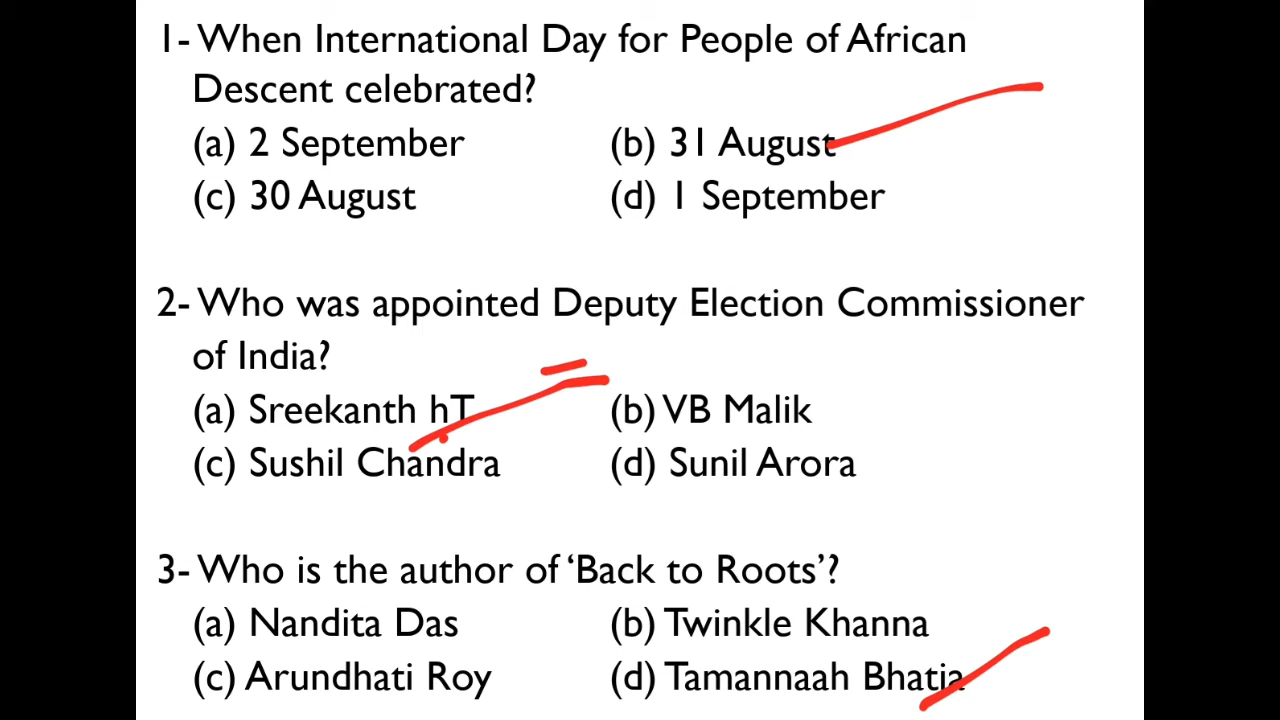 1- When International Day for People of African
Descent celebrated?
(a) 2 September (b) 31 August
(c) 30 August (d) 1 September
2- Who was appointed Deputy Election Commissioner
of India?
(a) Sreekanth hT (b) VB Malik
(c) Sushil Chandra (d) Sunil Arora
3- Who is the author of ‘Back to Roots’?
(a) Nandita Das (b) Twinkle Khanna
(c) Arundhati Roy (d) Tamannaah Bhatia